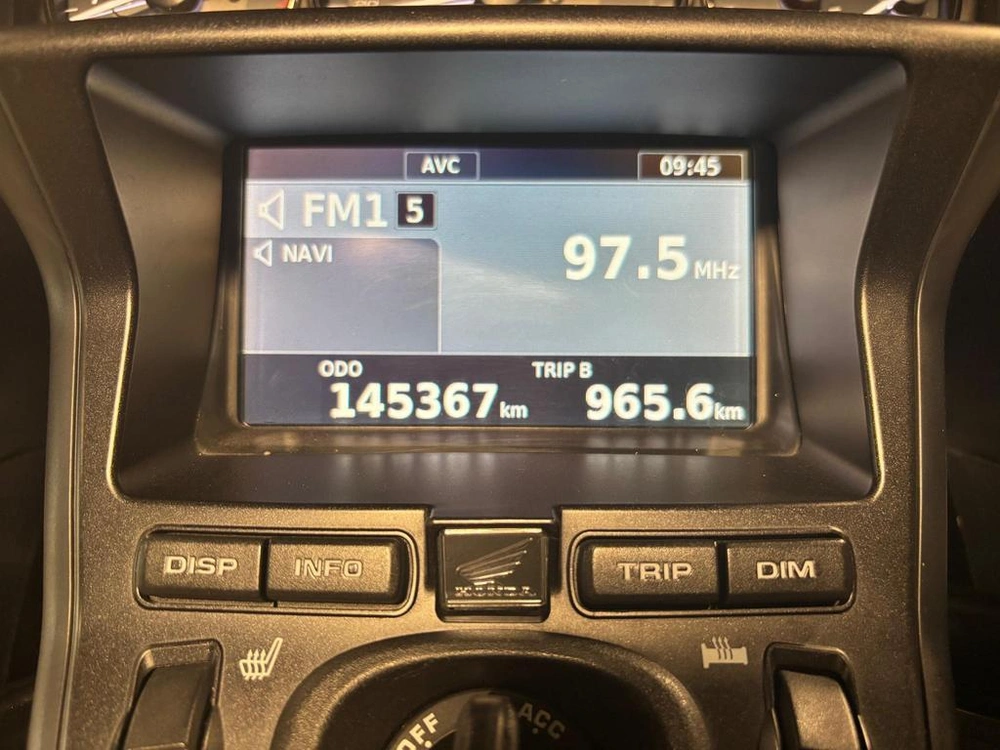 AVC 09:45
FM1 5
NAVI
97.5 MHz
ODO TRIP B
145367 km 965.6 km
DISP INFO TRIP DIM
HONDA
OFF ACC